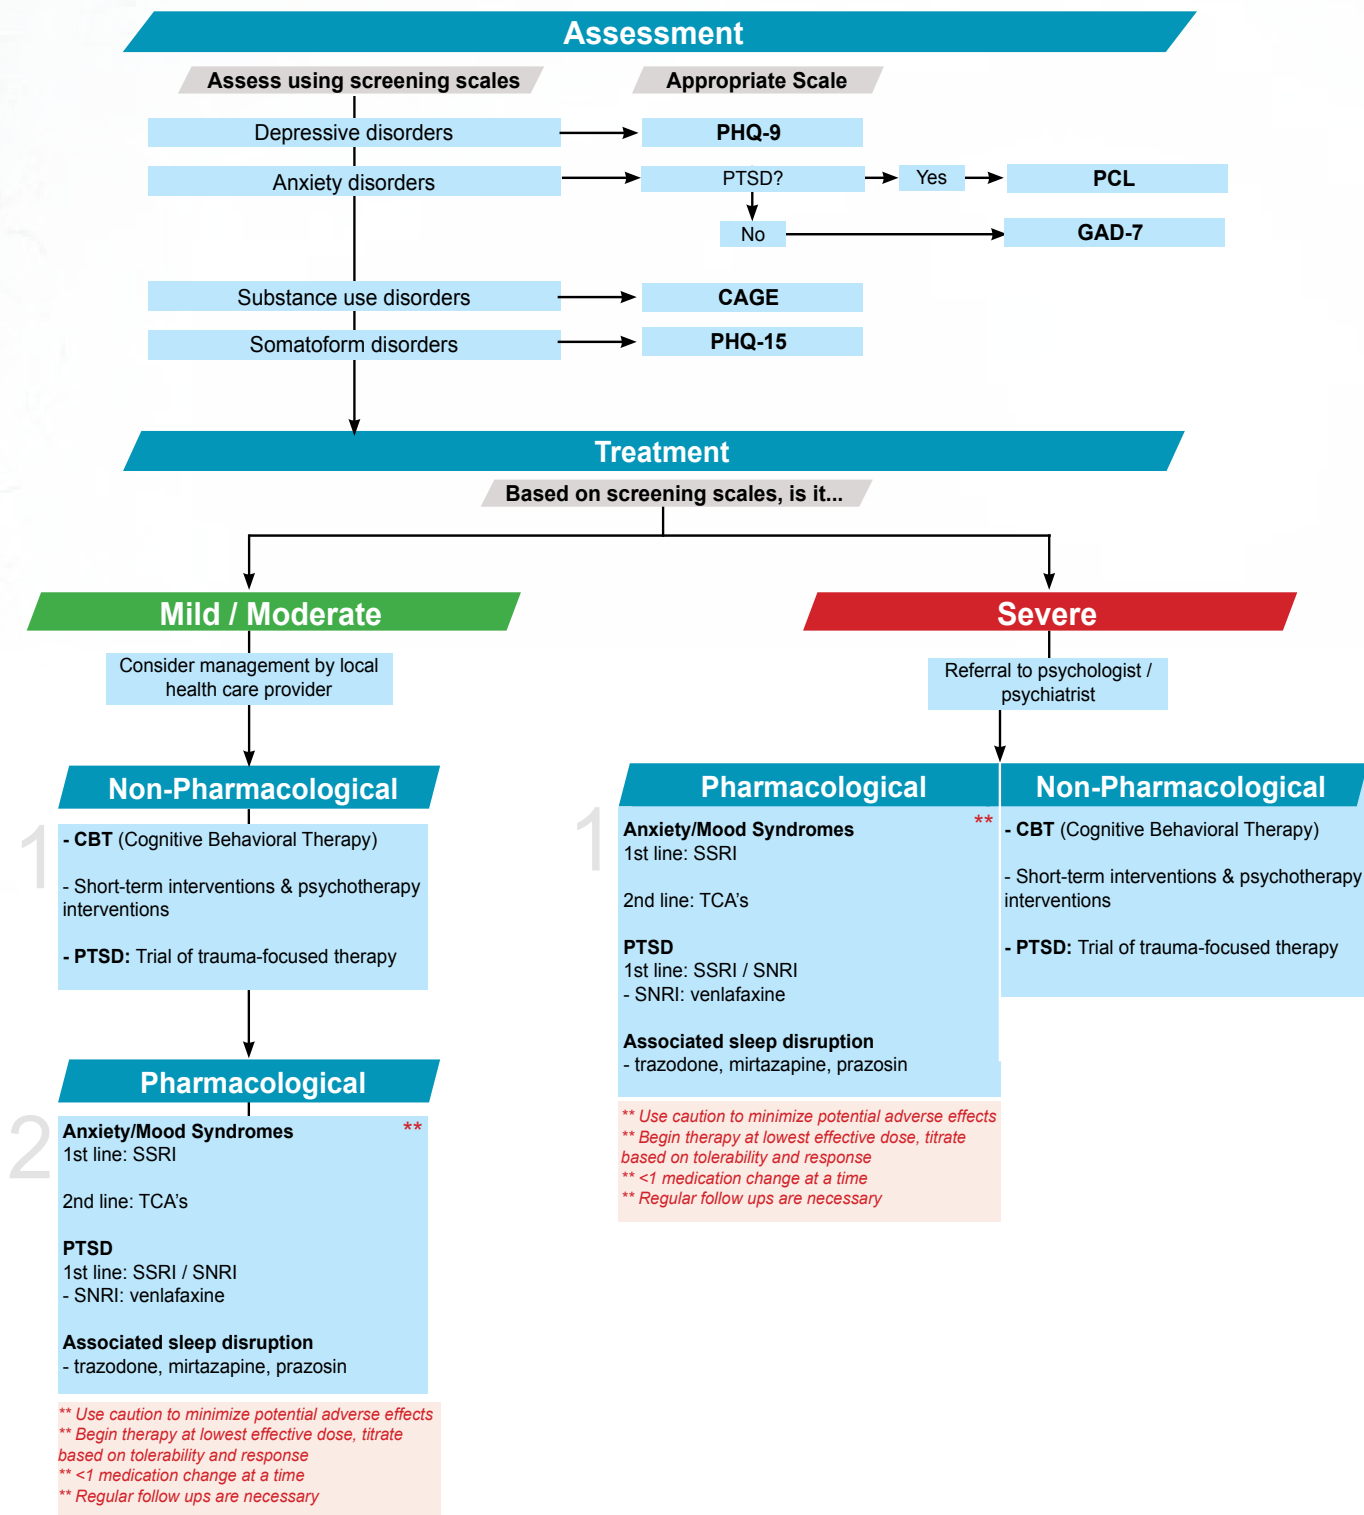 Assessment
Assess using screening scales
Appropriate Scale
Depressive disorders
PHQ-9
Anxiety disorders
PTSD?
Yes
PCL
No
GAD-7
Substance use disorders
CAGE
Somatoform disorders
PHQ-15
Treatment
Based on screening scales, is it...
Mild / Moderate
Consider management by local
health care provider
Non-Pharmacological
1
- CBT (Cognitive Behavioral Therapy)
- Short-term interventions & psychotherapy
interventions
- PTSD: Trial of trauma-focused therapy
Pharmacological
2
Anxiety/Mood Syndromes **
1st line: SSRI
2nd line: TCA's
PTSD
1st line: SSRI / SNRI
- SNRI: venlafaxine
Associated sleep disruption
- trazodone, mirtazapine, prazosin
** Use caution to minimize potential adverse effects
** Begin therapy at lowest effective dose, titrate
based on tolerability and response
** <1 medication change at a time
** Regular follow ups are necessary
Severe
Referral to psychologist /
psychiatrist
Pharmacological
1
Anxiety/Mood Syndromes **
1st line: SSRI
2nd line: TCA's
PTSD
1st line: SSRI / SNRI
- SNRI: venlafaxine
Associated sleep disruption
- trazodone, mirtazapine, prazosin
** Use caution to minimize potential adverse effects
** Begin therapy at lowest effective dose, titrate
based on tolerability and response
** <1 medication change at a time
** Regular follow ups are necessary
Non-Pharmacological
- CBT (Cognitive Behavioral Therapy)
- Short-term interventions & psychotherapy
interventions
- PTSD: Trial of trauma-focused therapy